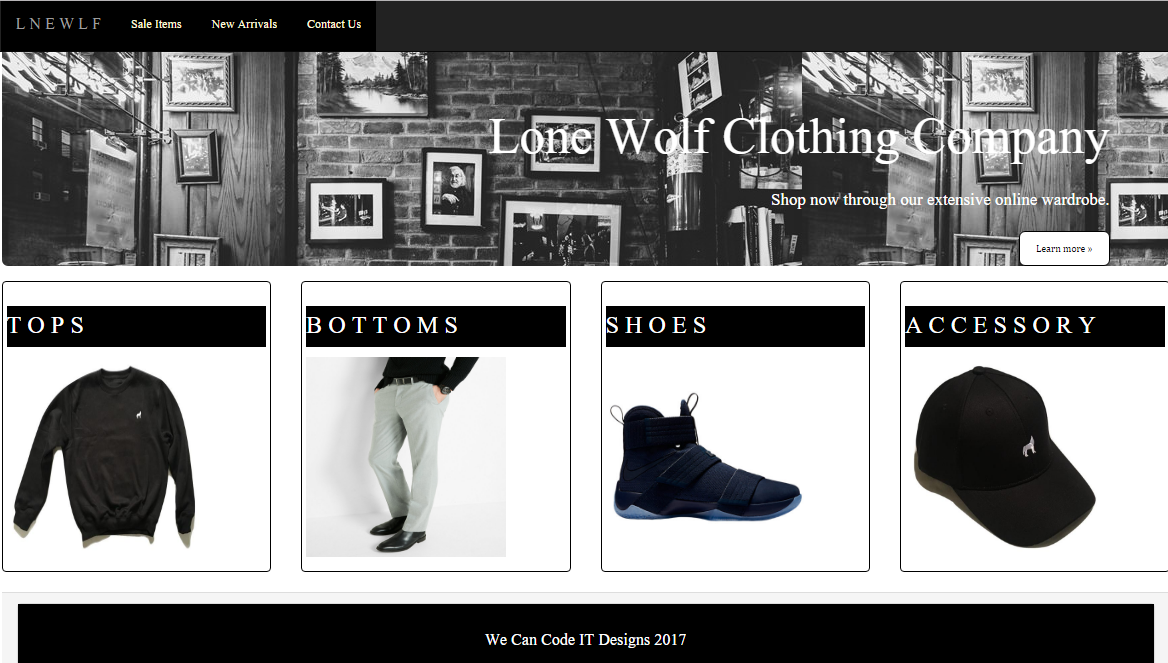 LNEWLF Sale Items New Arrivals Contact Us
Lone Wolf Clothing Company
Shop now through our extensive online wardrobe.
Learn more »
TOPS
BOTTOMS
SHOES
ACCESSORY
We Can Code IT Designs 2017